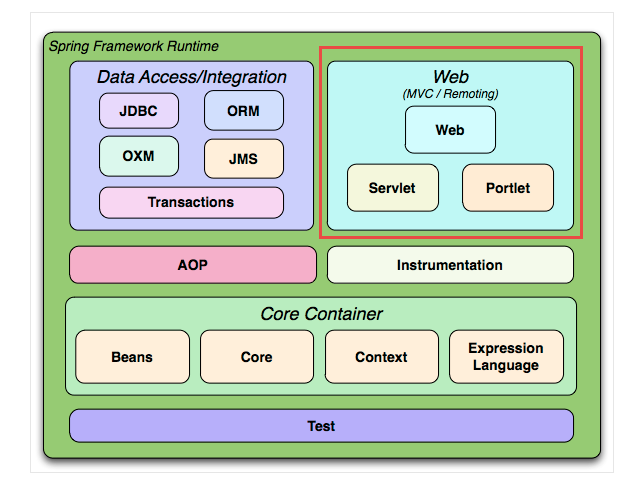 Spring Framework Runtime
Data Access/Integration
JDBC
ORM
OXM
JMS
Transactions
Web
(MVC / Remoting)
Web
Servlet
Portlet
AOP
Instrumentation
Core Container
Beans
Core
Context
Expression
Language
Test